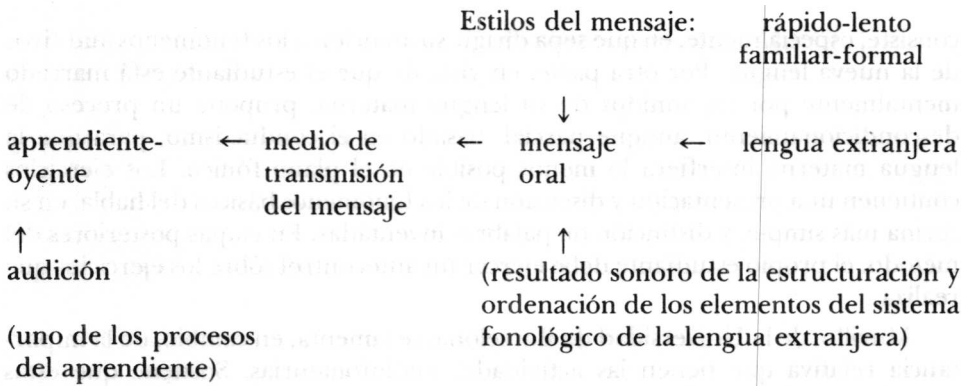 Estilos del mensaje: rápido-lento
familiar-formal
↓
aprendiente- ← medio de ← mensaje ← lengua extranjera
oyente transmisión oral
del mensaje
↑ ↑
audición (resultado sonoro de la estructuración y
ordenación de los elementos del sistema
(uno de los procesos fonológico de la lengua extranjera)
del aprendiente)